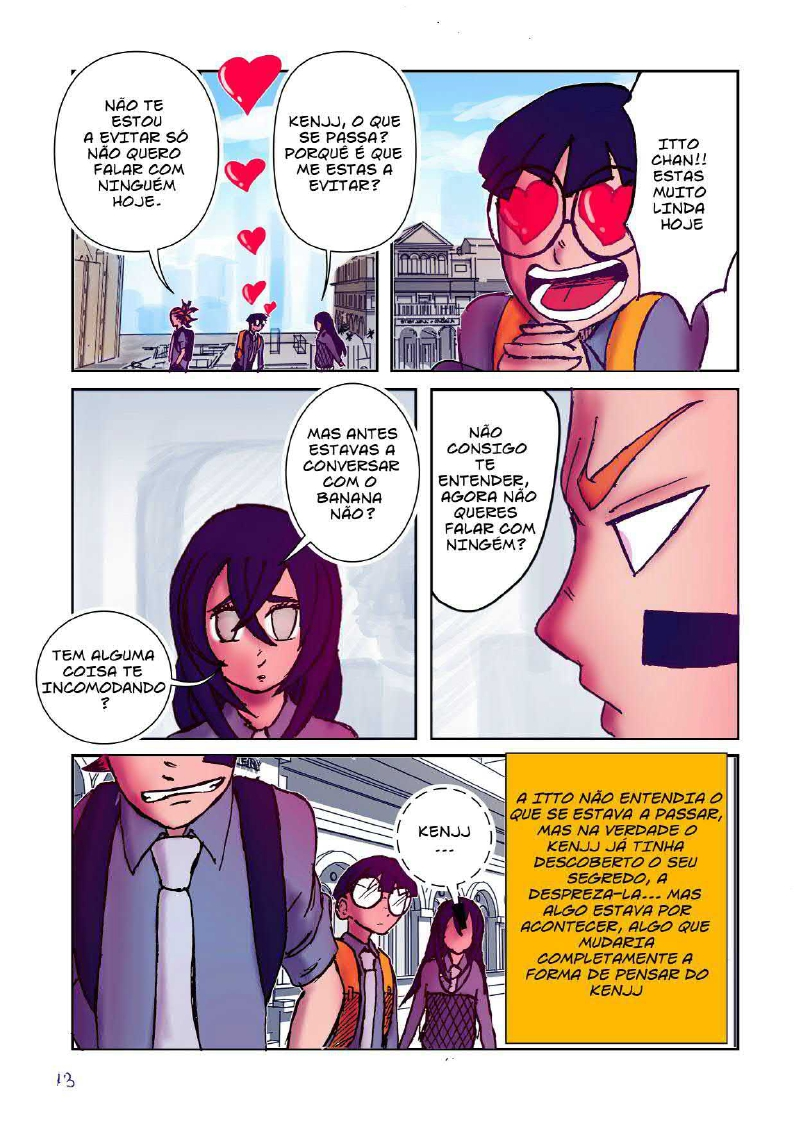 NÃO TE
ESTOU
A EVITAR SÓ
NÃO QUERO
FALAR COM
NINGUÉM
HOJE.
KENJJ, O QUE
SE PASSA?
PORQUÊ É QUE
ME ESTAS A
EVITAR?
ITTO
CHAN!!
ESTAS
MUITO
LINDA
HOJE
MAS ANTES
ESTAVAS A
CONVERSAR
COM O
BANANA
NÃO?
TEM ALGUMA
COISA TE
INCOMODANDO
?
NÃO
CONSIGO
TE
ENTENDER,
AGORA NÃO
QUERES
FALAR COM
NINGÉM?
KENJJ
...
A ITTO NÃO ENTENDIA O
QUE SE ESTAVA A PASSAR,
MAS NA VERDADE O
KENJJ JÁ TINHA
DESCOBERTO O SEU
SEGREDO, A
DESPREZA-LA... MAS
ALGO ESTAVA POR
ACONTECER, ALGO QUE
MUDARIA
COMPLETAMENTE A
FORMA DE PENSAR DO
KENJJ
13